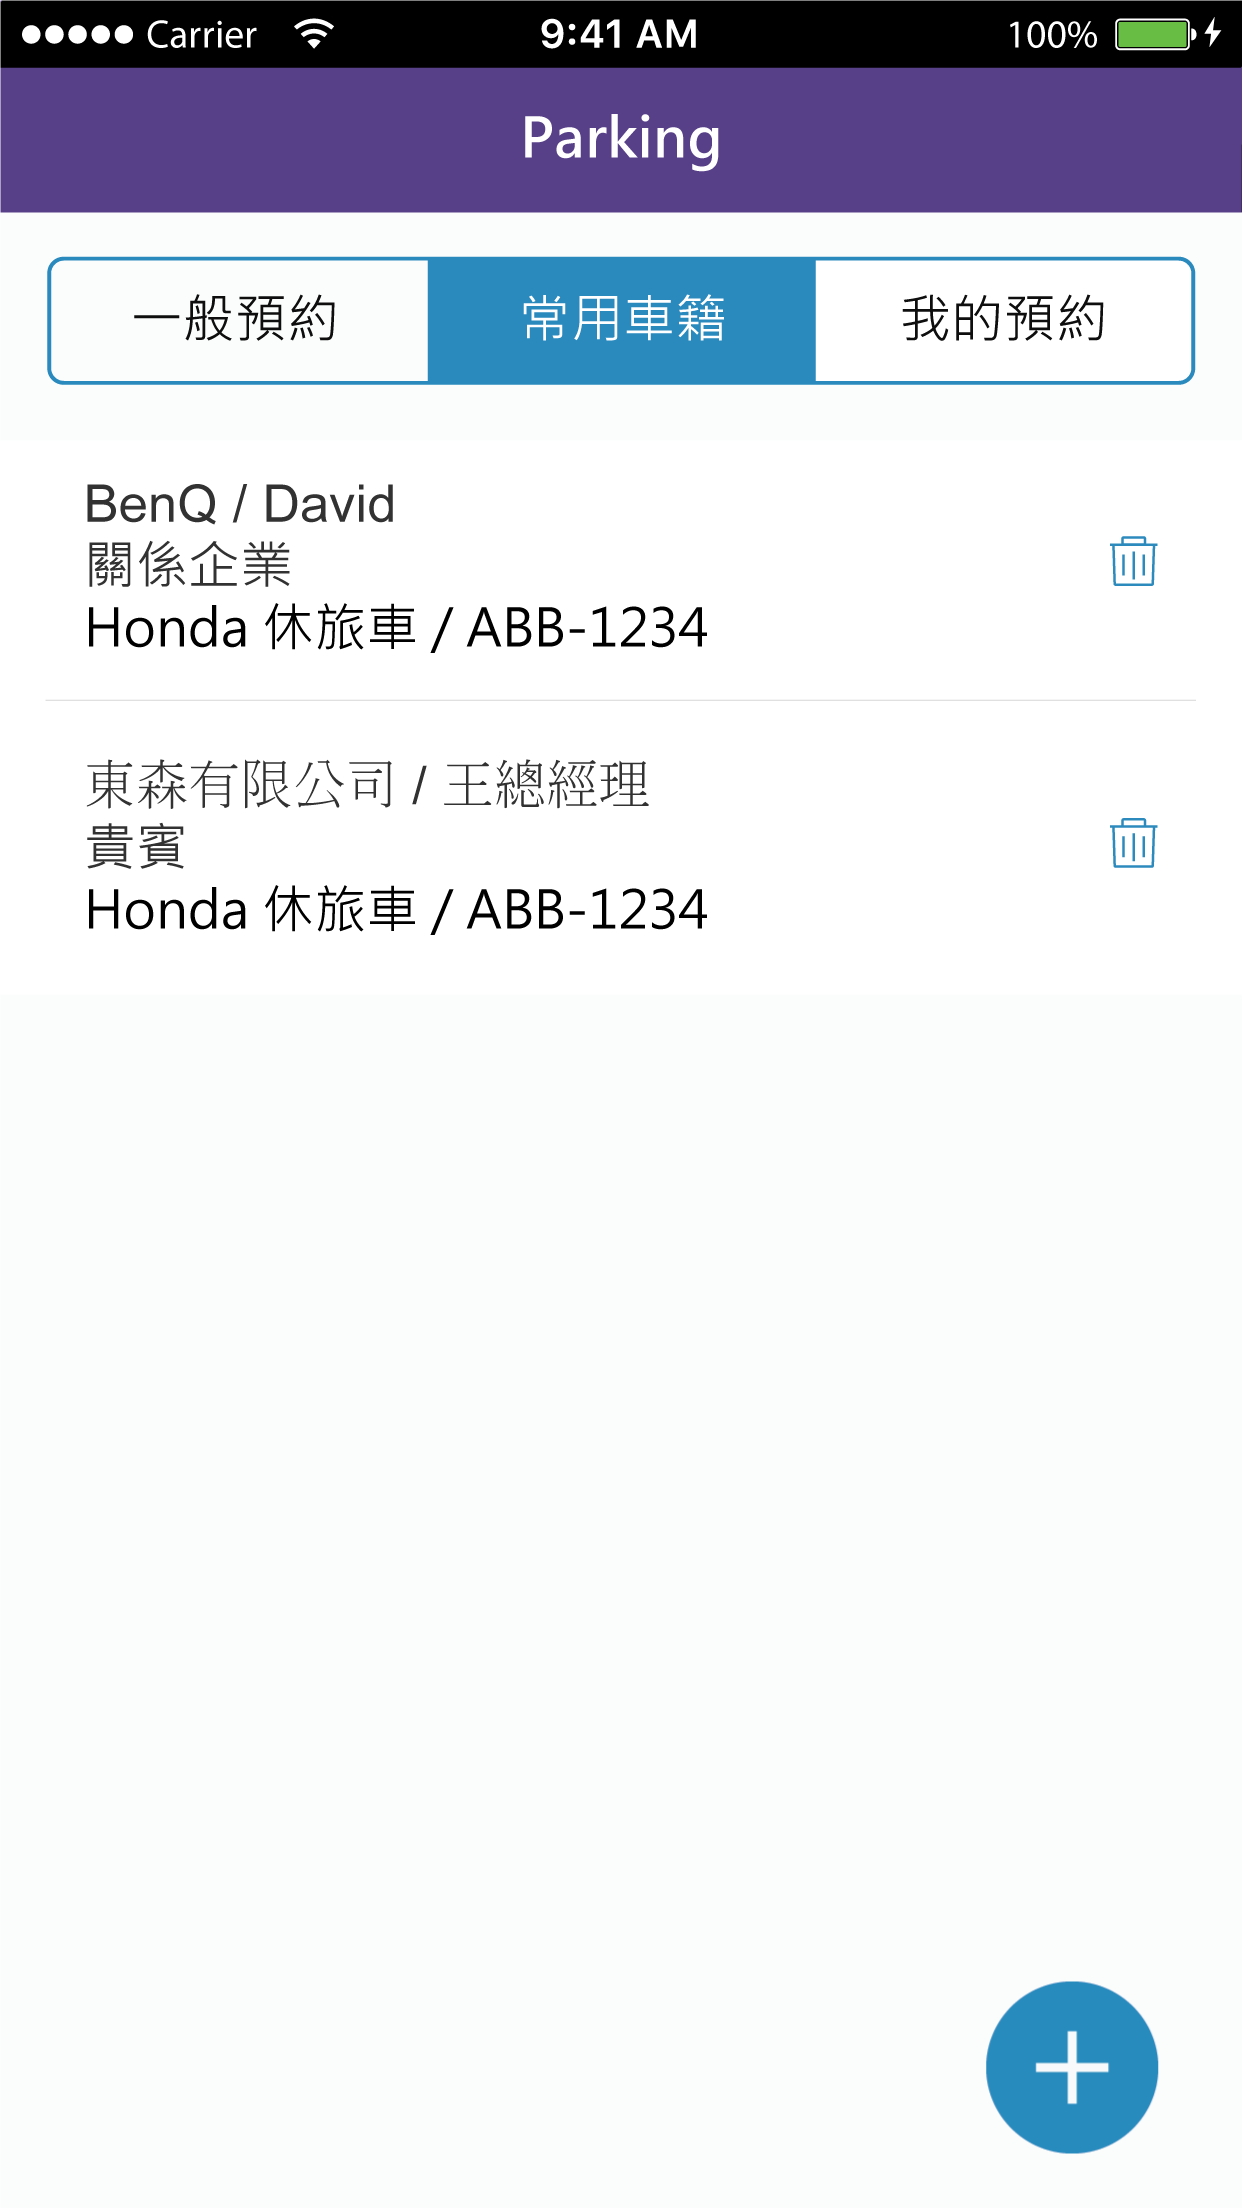 Carrier 9:41 AM 100%
Parking
一般預約 常用車籍 我的預約
BenQ / David
關係企業
Honda 休旅車 / ABB-1234
東森有限公司 / 王總經理
貴賓
Honda 休旅車 / ABB-1234